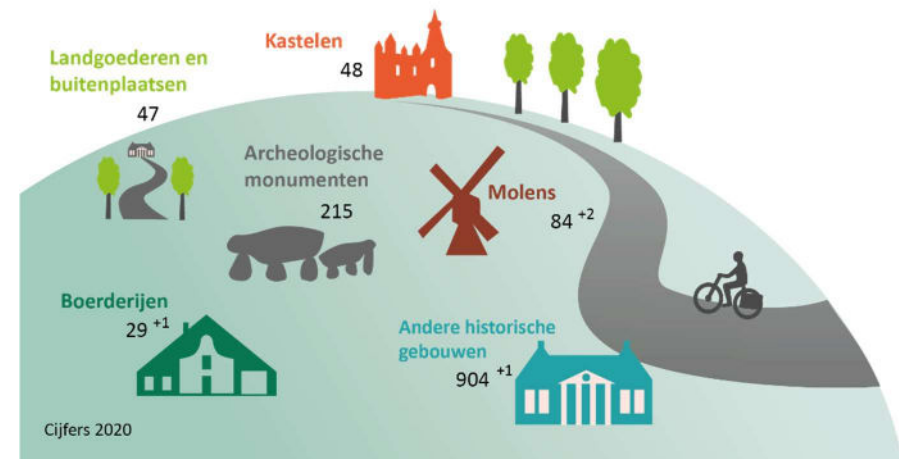 Kastelen
48
Landgoederen en
buitenplaatsen
47
Archeologische
monumenten
215
Molens
84 +2
Boerderijen
29 +1
Andere historische
gebouwen
904 +1
Cijfers 2020